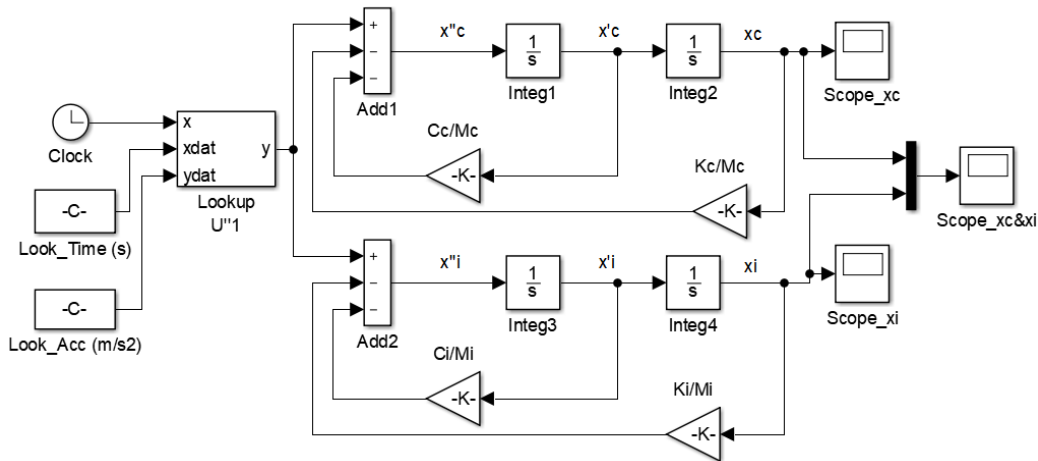 x''c
x'c
xc
+
−
−
1
s
1
s
Add1
Integ1
Integ2
Scope_xc
Clock
x
xdat
ydat
y
Lookup
U''1
Cc/Mc
-K-
Kc/Mc
-K-
-C-
Look_Time (s)
Scope_xc&xi
x''i
x'i
xi
+
−
−
1
s
1
s
Add2
Integ3
Integ4
Scope_xi
-C-
Look_Acc (m/s2)
Ci/Mi
-K-
Ki/Mi
-K-